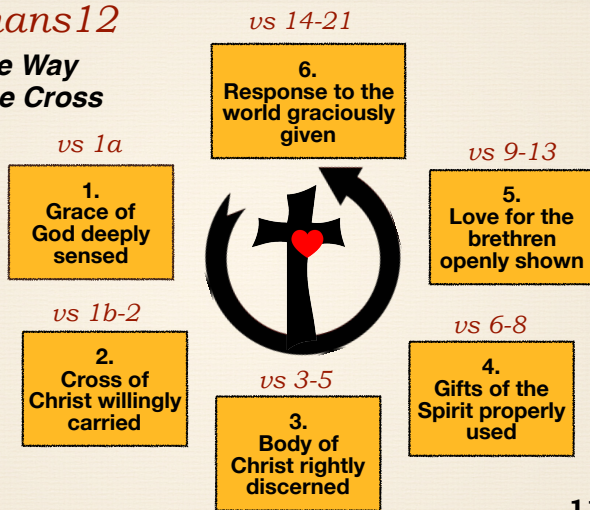 ans12
e Way
e Cross
vs 1a
1.
Grace of
God deeply
sensed
vs 1b-2
2.
Cross of
Christ willingly
carried
vs 3-5
3.
Body of
Christ rightly
discerned
vs 6-8
4.
Gifts of the
Spirit properly
used
vs 9-13
5.
Love for the
brethren
openly shown
vs 14-21
6.
Response to the
world graciously
given